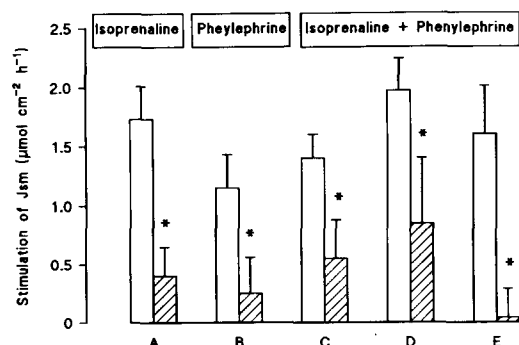 Isoprenaline
Pheylephrine
Isoprenaline + Phenylephrine
Stimulation of Jsm (μmol cm⁻² h⁻¹)
2.5
2.0
1.5
1.0
0.5
0
*
*
*
*
*
A
B
C
D
E